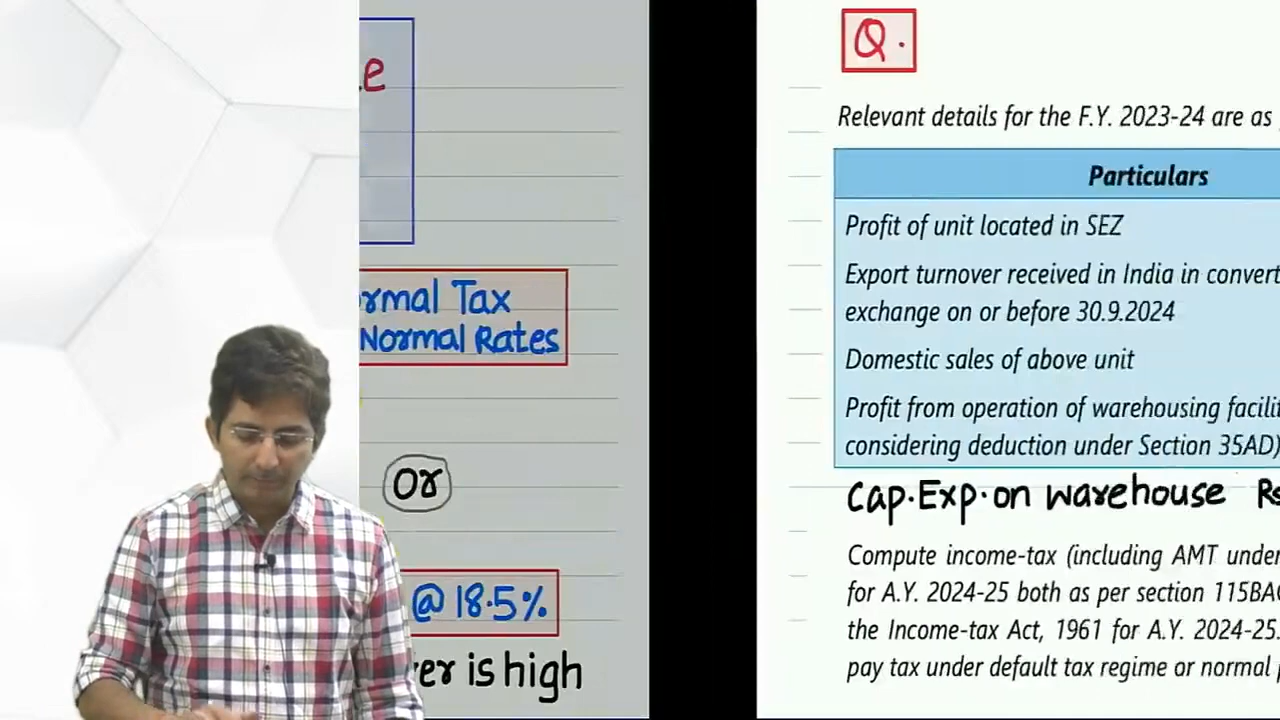 ormal Tax
Normal Rates
Or
@ 18.5%
is high
Q.
Relevant details for the F.Y. 2023-24 are as
Particulars
Profit of unit located in SEZ
Export turnover received in India in convert
exchange on or before 30.9.2024
Domestic sales of above unit
Profit from operation of warehousing facilit
considering deduction under Section 35AD)
Cap.Exp.on warehouse Rs
Compute income-tax (including AMT under
for A.Y. 2024-25 both as per section 115BAC
the Income-tax Act, 1961 for A.Y. 2024-25.
pay tax under default tax regime or normal